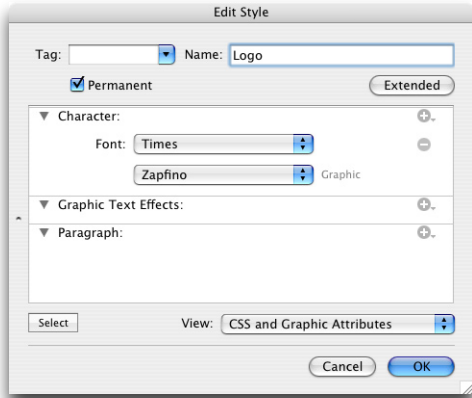 Edit Style
Tag: Name: Logo
Permanent Extended
Character:
Font: Times
Zapfino Graphic
Graphic Text Effects:
Paragraph:
Select View: CSS and Graphic Attributes
Cancel OK